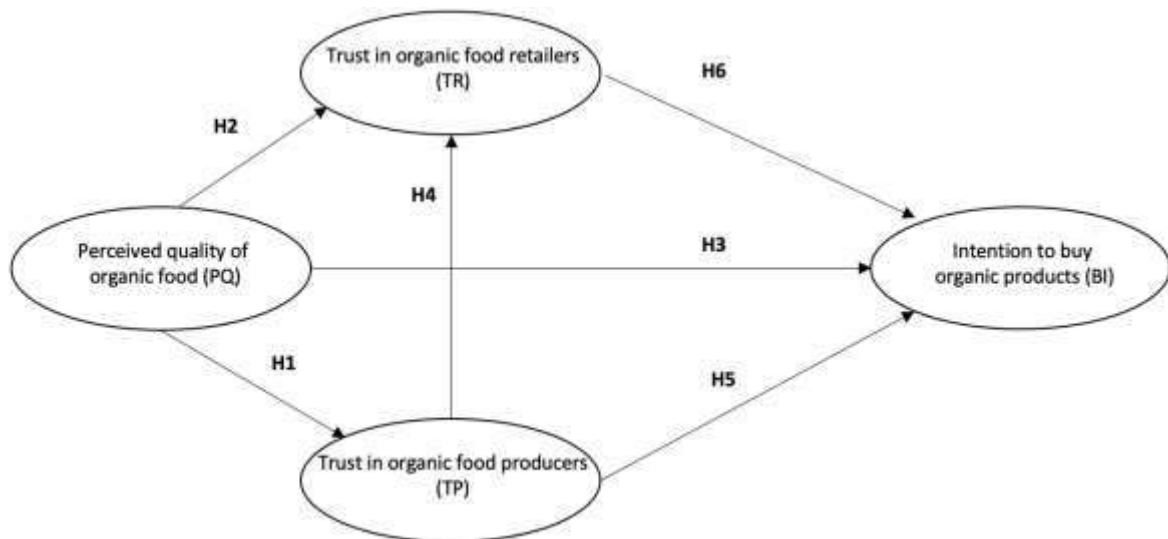 Trust in organic food retailers
(TR)
H6
H2
H4
Perceived quality of
organic food (PQ)
H3
Intention to buy
organic products (BI)
H1
H5
Trust in organic food producers
(TP)